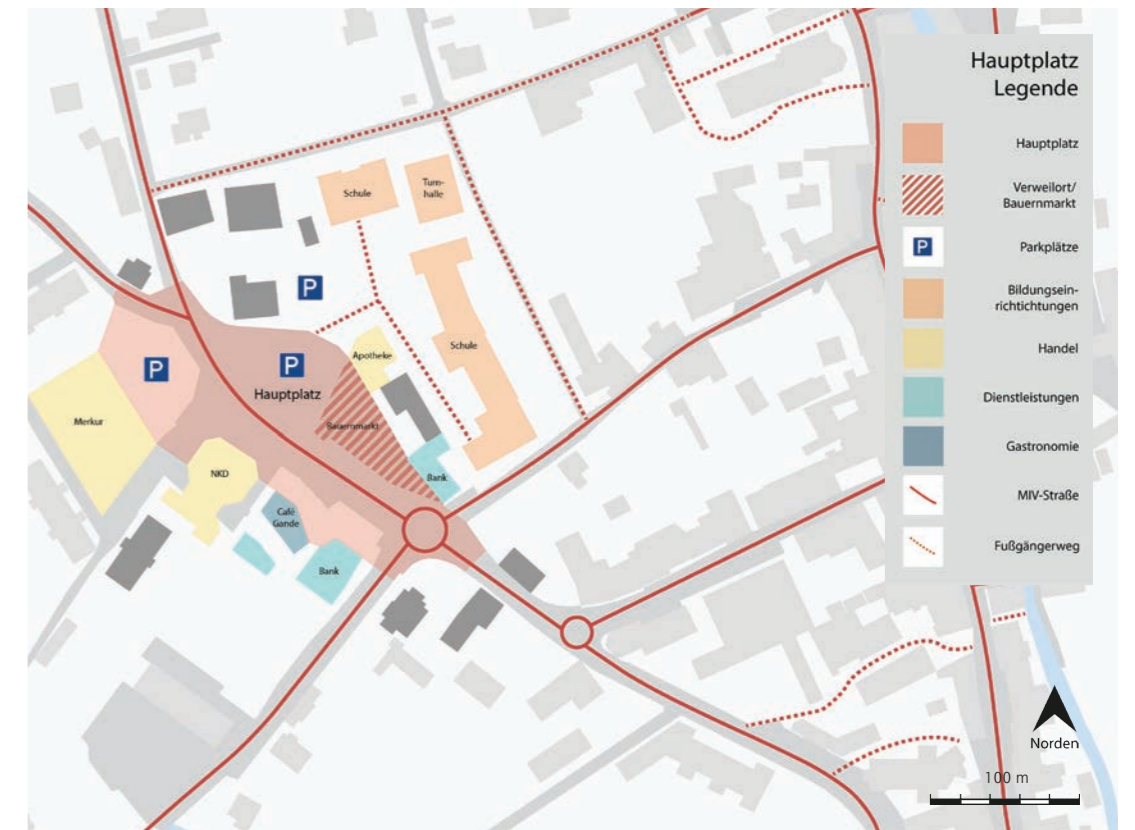 Hauptplatz
Legende
Hauptplatz
Verweilort/
Bauernmarkt
P
Parkplätze
Bildungsein-
richtichtungen
Handel
Dienstleistungen
Gastronomie
MIV-Straße
Fußgängerweg
Schule
Turn-
halle
P
Schule
P
P
Apotheke
Hauptplatz
Merkur
Bauernmarkt
NKD
Bank
Café
Gande
Bank
Norden
100 m